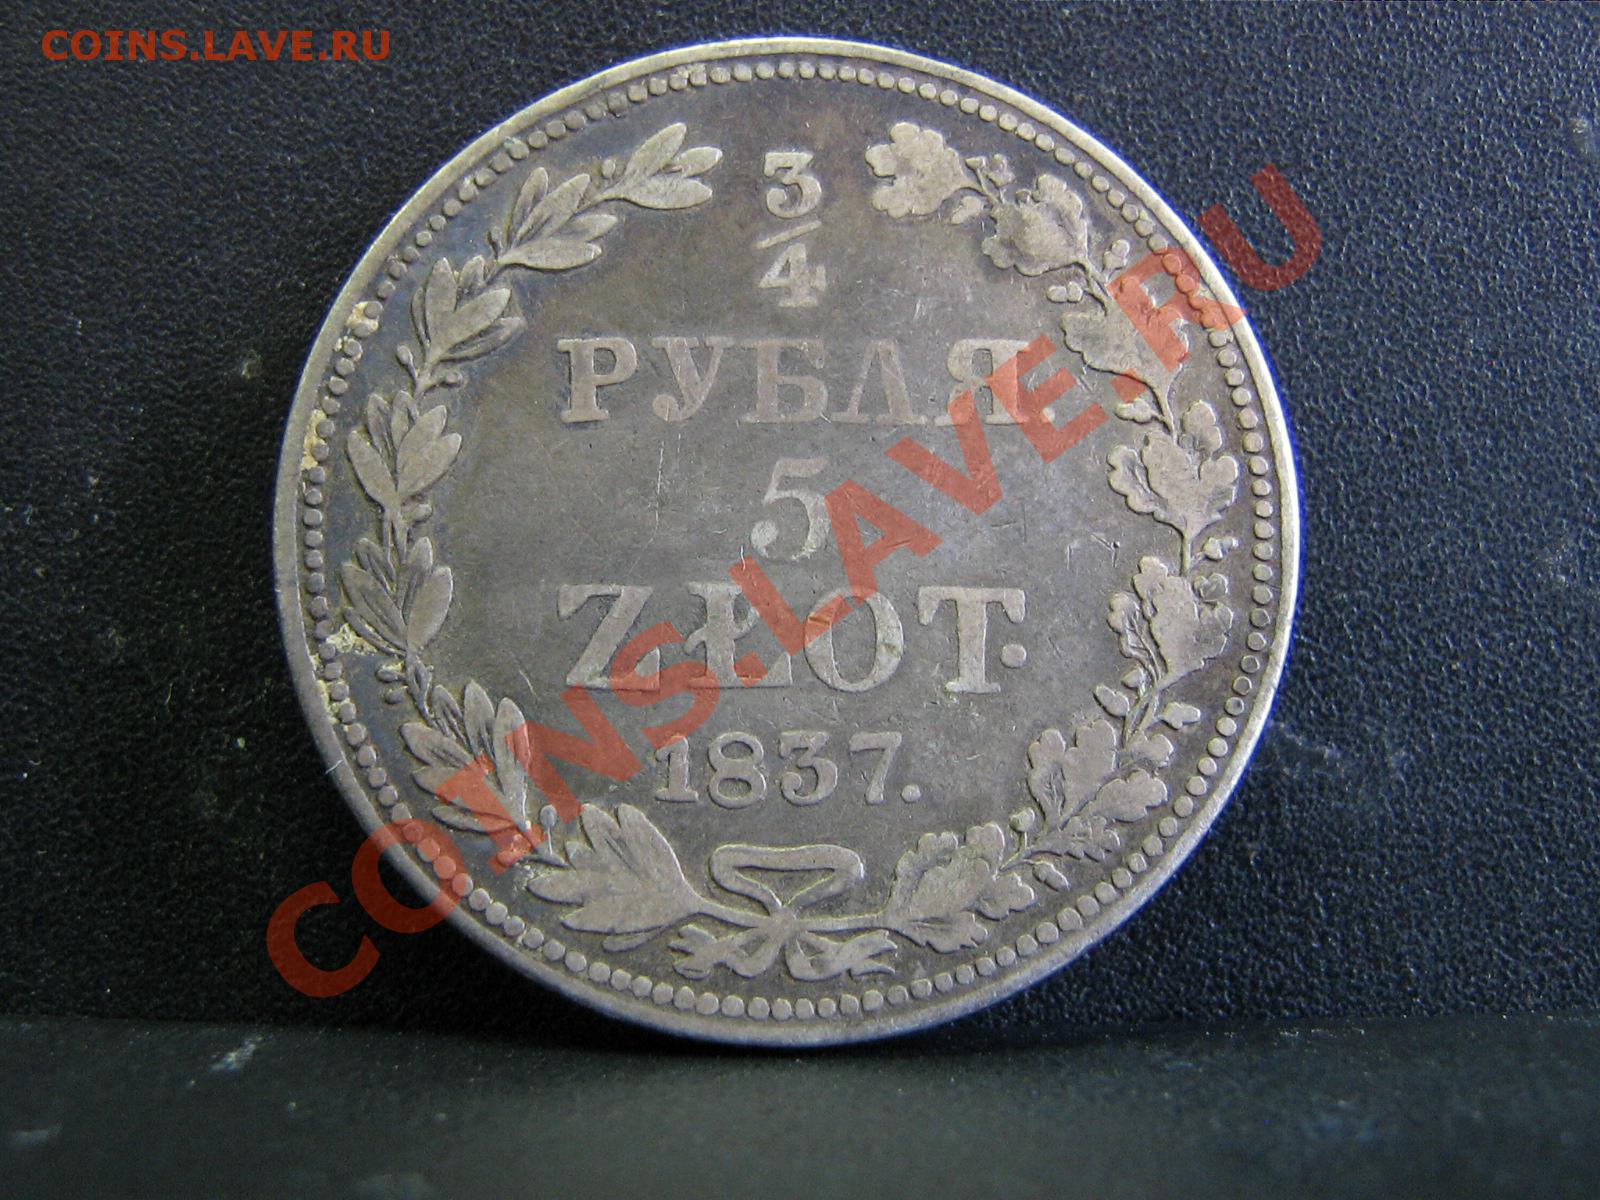 COINS.LAVE.RU
3/4
РУБЛЯ.
5
ZŁOT.
1837.
COINS.LAVE.RU